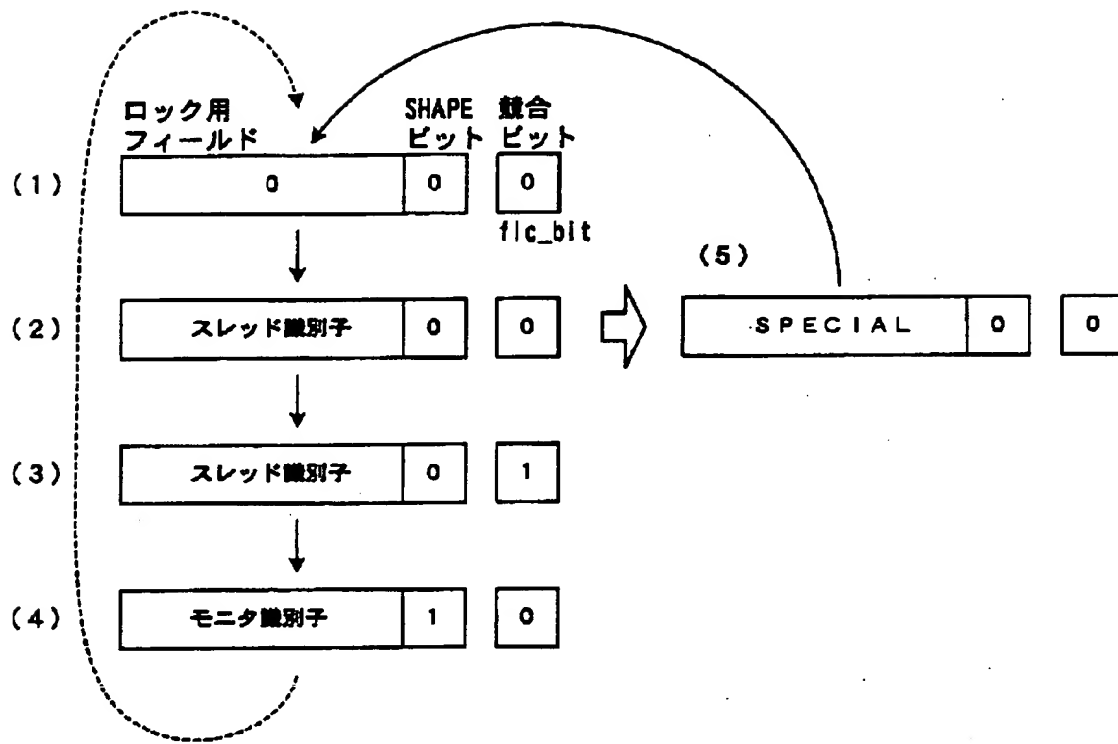 ロック用 SHAPE 競合
フィールド ビット ビット
(1) 0 0 0
flc_bit
(5)
(2) スレッド識別子 0 0 SPECIAL 0 0
(3) スレッド識別子 0 1
(4) モニタ識別子 1 0